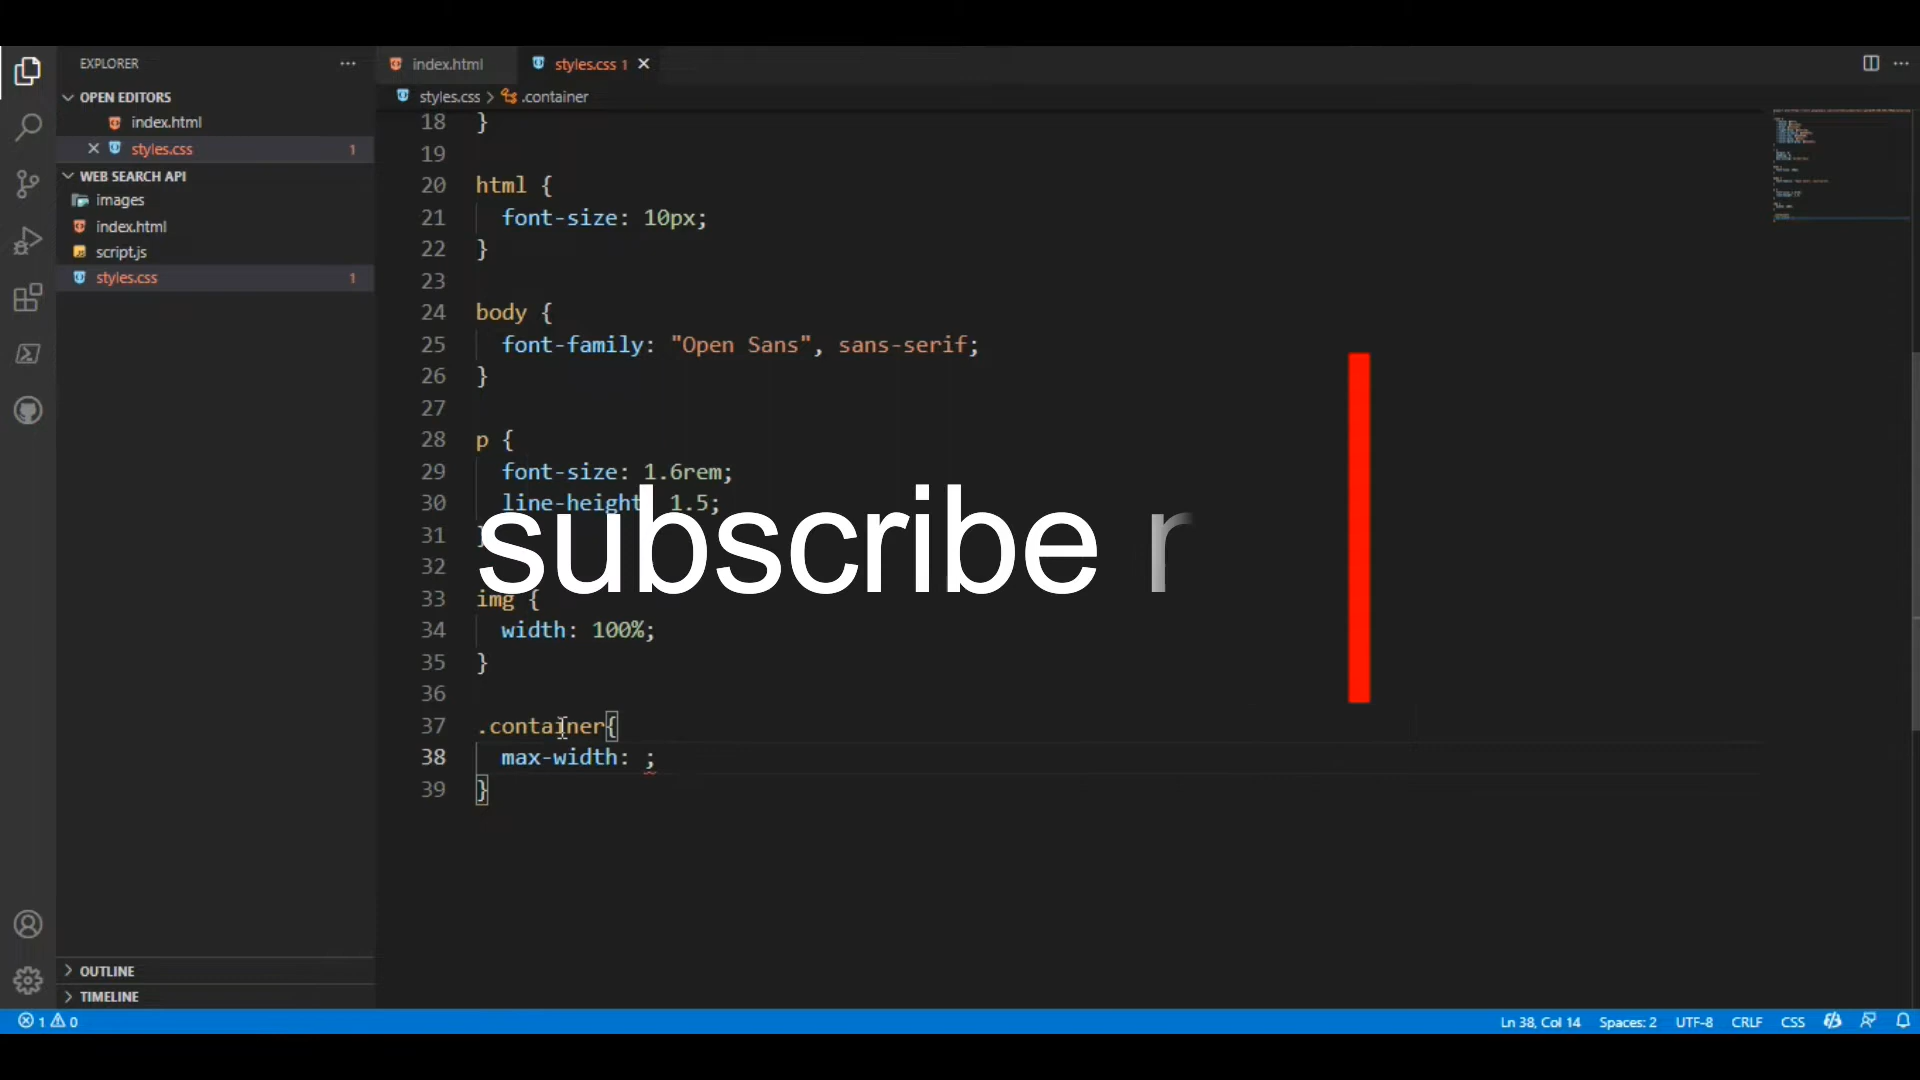 EXPLORER
OPEN EDITORS
index.html
styles.css 1
WEB SEARCH API
images
index.html
script.js
styles.css 1
OUTLINE
TIMELINE
index.html
styles.css 1
styles.css > .container
18 }
19
20 html {
21 font-size: 10px;
22 }
23
24 body {
25 font-family: "Open Sans", sans-serif;
26 }
27
28 p {
29 font-size: 1.6rem;
30 line-height: 1.5;
31 }
32
33 img {
34 width: 100%;
35 }
36
37 .container{
38 max-width: ;
39 }
subscribe r
1 0
Ln 38, Col 14 Spaces: 2 UTF-8 CRLF CSS